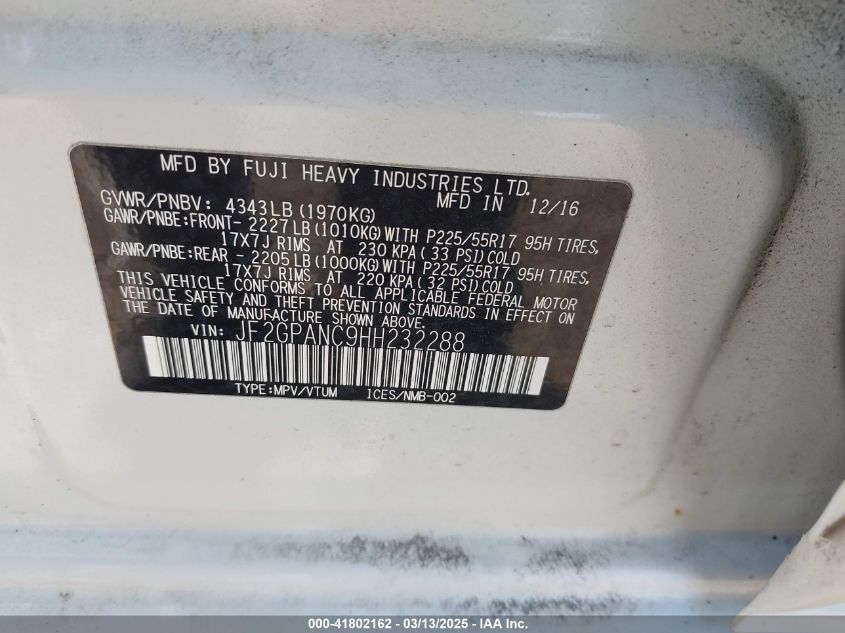 MFD BY FUJI HEAVY INDUSTRIES LTD.
GVWR/PNBV: 4343LB(1970KG) MFD IN 12/16
GAWR/PNBE:FRONT- 2227LB(1010KG)WITH P225/55R17 95H TIRES,
17X7J RIMS AT 230 KPA( 33 PSI)COLD
GAWR/PNBE:REAR - 2205LB(1000KG)WITH P225/55R17 95H TIRES,
17X7J RIMS AT 220 KPA( 32 PSI)COLD
THIS VEHICLE CONFORMS TO ALL APPLICABLE FEDERAL MOTOR
VEHICLE SAFETY AND THEFT PREVENTION STANDARDS IN EFFECT ON
THE DATE OF MANUFACTURE SHOWN ABOVE.
VIN: JF2GPANC9HH232288
TYPE:MPV/VTUM ICES/NMB-002
000-41802162 - 03/13/2025 - IAA Inc.